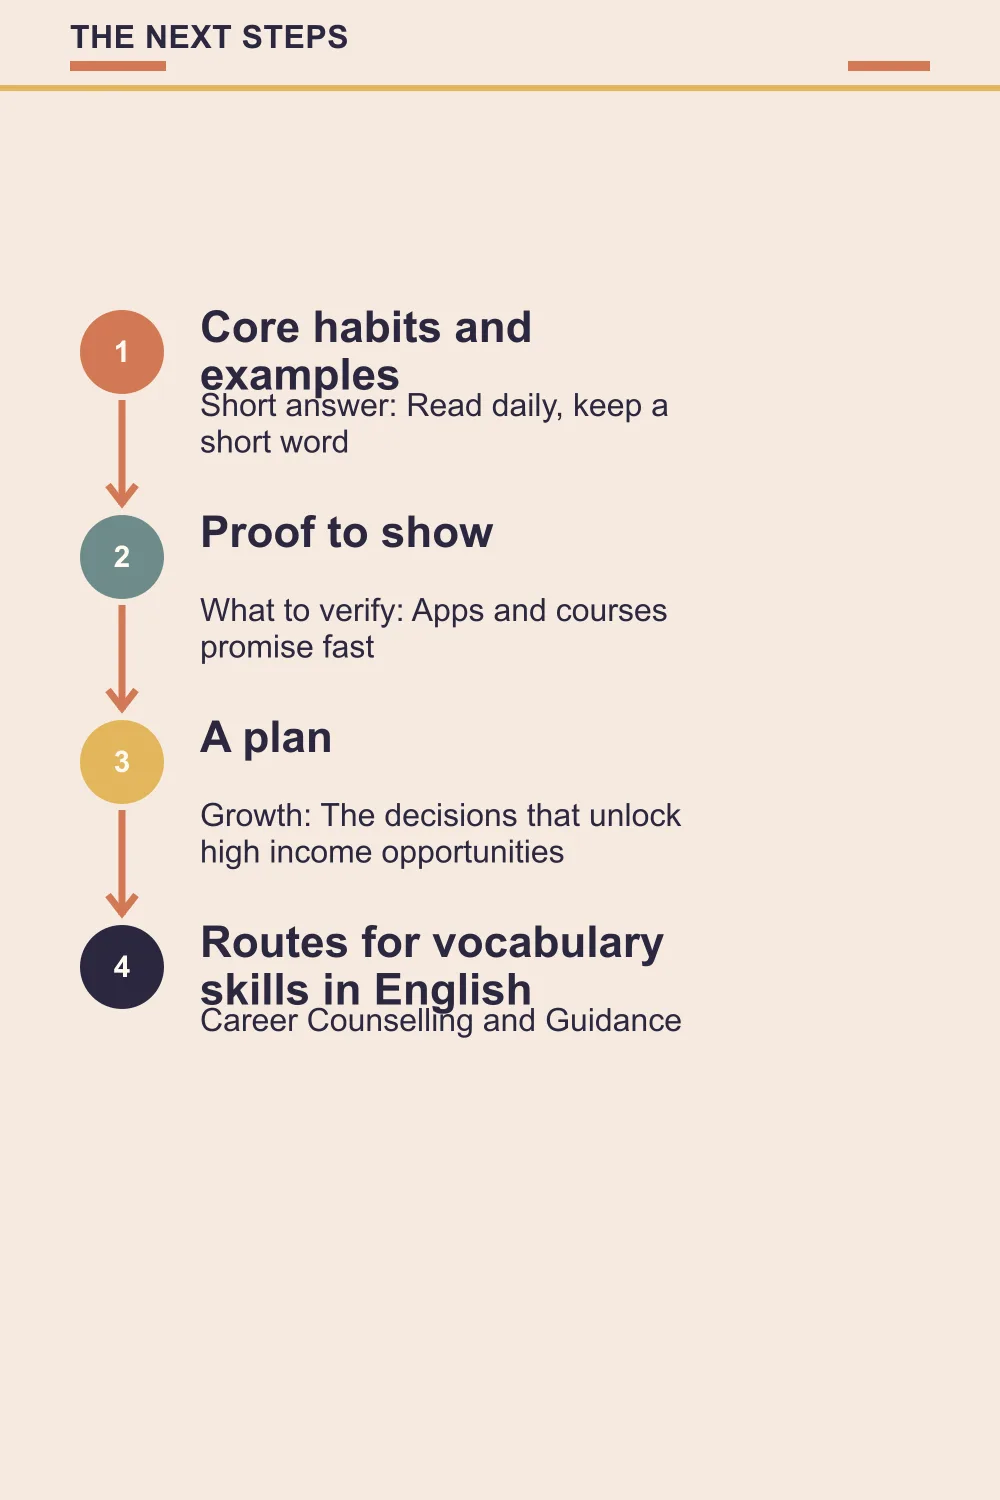 THE NEXT STEPS
1
Core habits and
examples
Short answer: Read daily, keep a
short word
2
Proof to show
What to verify: Apps and courses
promise fast
3
A plan
Growth: The decisions that unlock
high income opportunities
4
Routes for vocabulary
skills in English
Career Counselling and Guidance